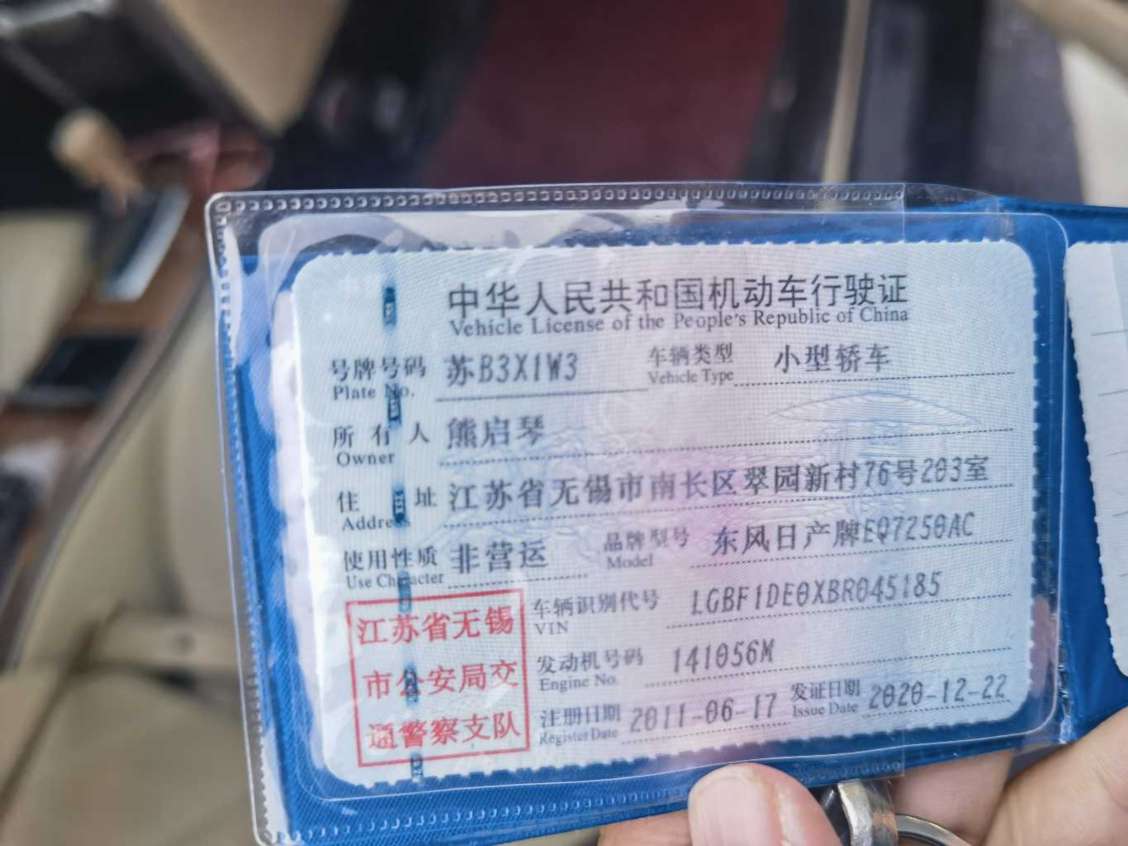 中华人民共和国机动车行驶证
Vehicle License of the People's Republic of China
号牌号码 苏B3X1W3 车辆类型 小型轿车
Plate No. Vehicle Type
所有人 熊启琴
Owner
住址 江苏省无锡市南长区翠园新村76号203室
Address
使用性质 非营运 品牌型号 东风日产牌EQ7250AC
Use Character Model
江苏省无锡
市公安局交
通警察支队
车辆识别代号 LGBF1DE0XBR045185
VIN
发动机号码 141056M
Engine No.
注册日期 2011-06-17 发证日期 2020-12-22
Register Date Issue Date